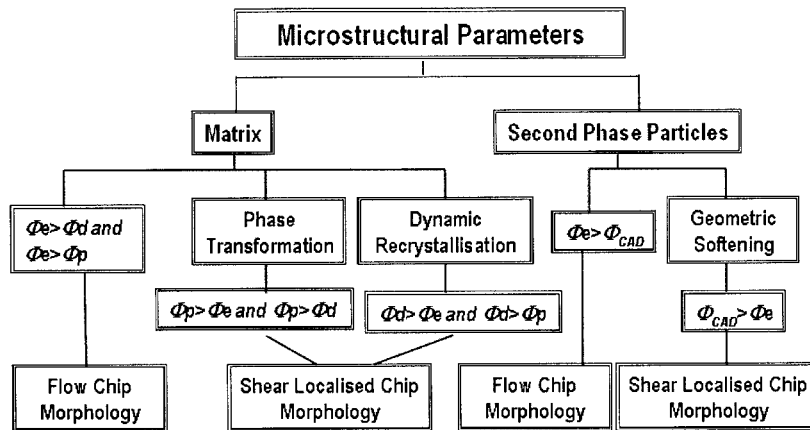 Microstructural Parameters
Matrix
Second Phase Particles
Φe> Φd and
Φe> Φp
Phase
Transformation
Dynamic
Recrystallisation
Φe> ΦCAD
Geometric
Softening
Φp> Φe and Φp> Φd
Φd> Φe and Φd> Φp
ΦCAD> Φe
Flow Chip
Morphology
Shear Localised Chip
Morphology
Flow Chip
Morphology
Shear Localised Chip
Morphology